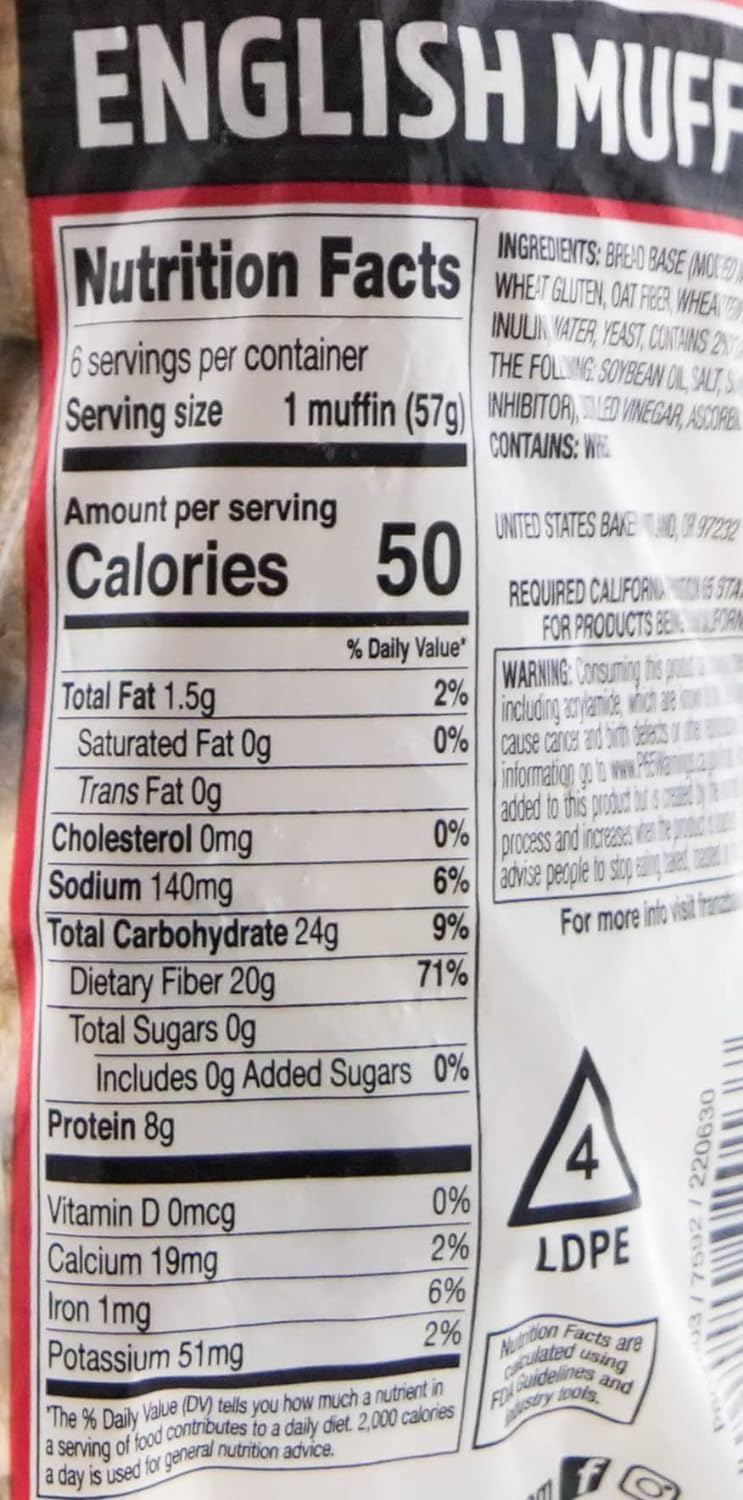 ENGLISH MUFF
Nutrition Facts
6 servings per container
Serving size 1 muffin (57g)
Amount per serving
Calories 50
% Daily Value*
Total Fat 1.5g 2%
Saturated Fat 0g 0%
Trans Fat 0g
Cholesterol 0mg 0%
Sodium 140mg 6%
Total Carbohydrate 24g 9%
Dietary Fiber 20g 71%
Total Sugars 0g
Includes 0g Added Sugars 0%
Protein 8g
Vitamin D 0mcg 0%
Calcium 19mg 2%
Iron 1mg 6%
Potassium 51mg 2%
*The % Daily Value (DV) tells you how much a nutrient in
a serving of food contributes to a daily diet. 2,000 calories
a day is used for general nutrition advice.
INGREDIENTS: BREAD BASE
WHEAT GLUTEN, OAT FIBER,
INULIN, WATER, YEAST, CONTAINS
SOYBEAN OIL, SALT,
INHIBITOR), VINEGAR,
CONTAINS:
UNITED STATES OR 97232
REQUIRED
FOR PRODUCTS
WARNING: Consuming this
including acrylamide, which are
cause cancer and birth defects or
information go to
added to this product but is
process and increases when the product
advise people to stop eating baked,
For more info visit
4
LDPE
Nutrition Facts are
calculated using
FDA Guidelines and
industry tools.
/ 7592 / 220630
f